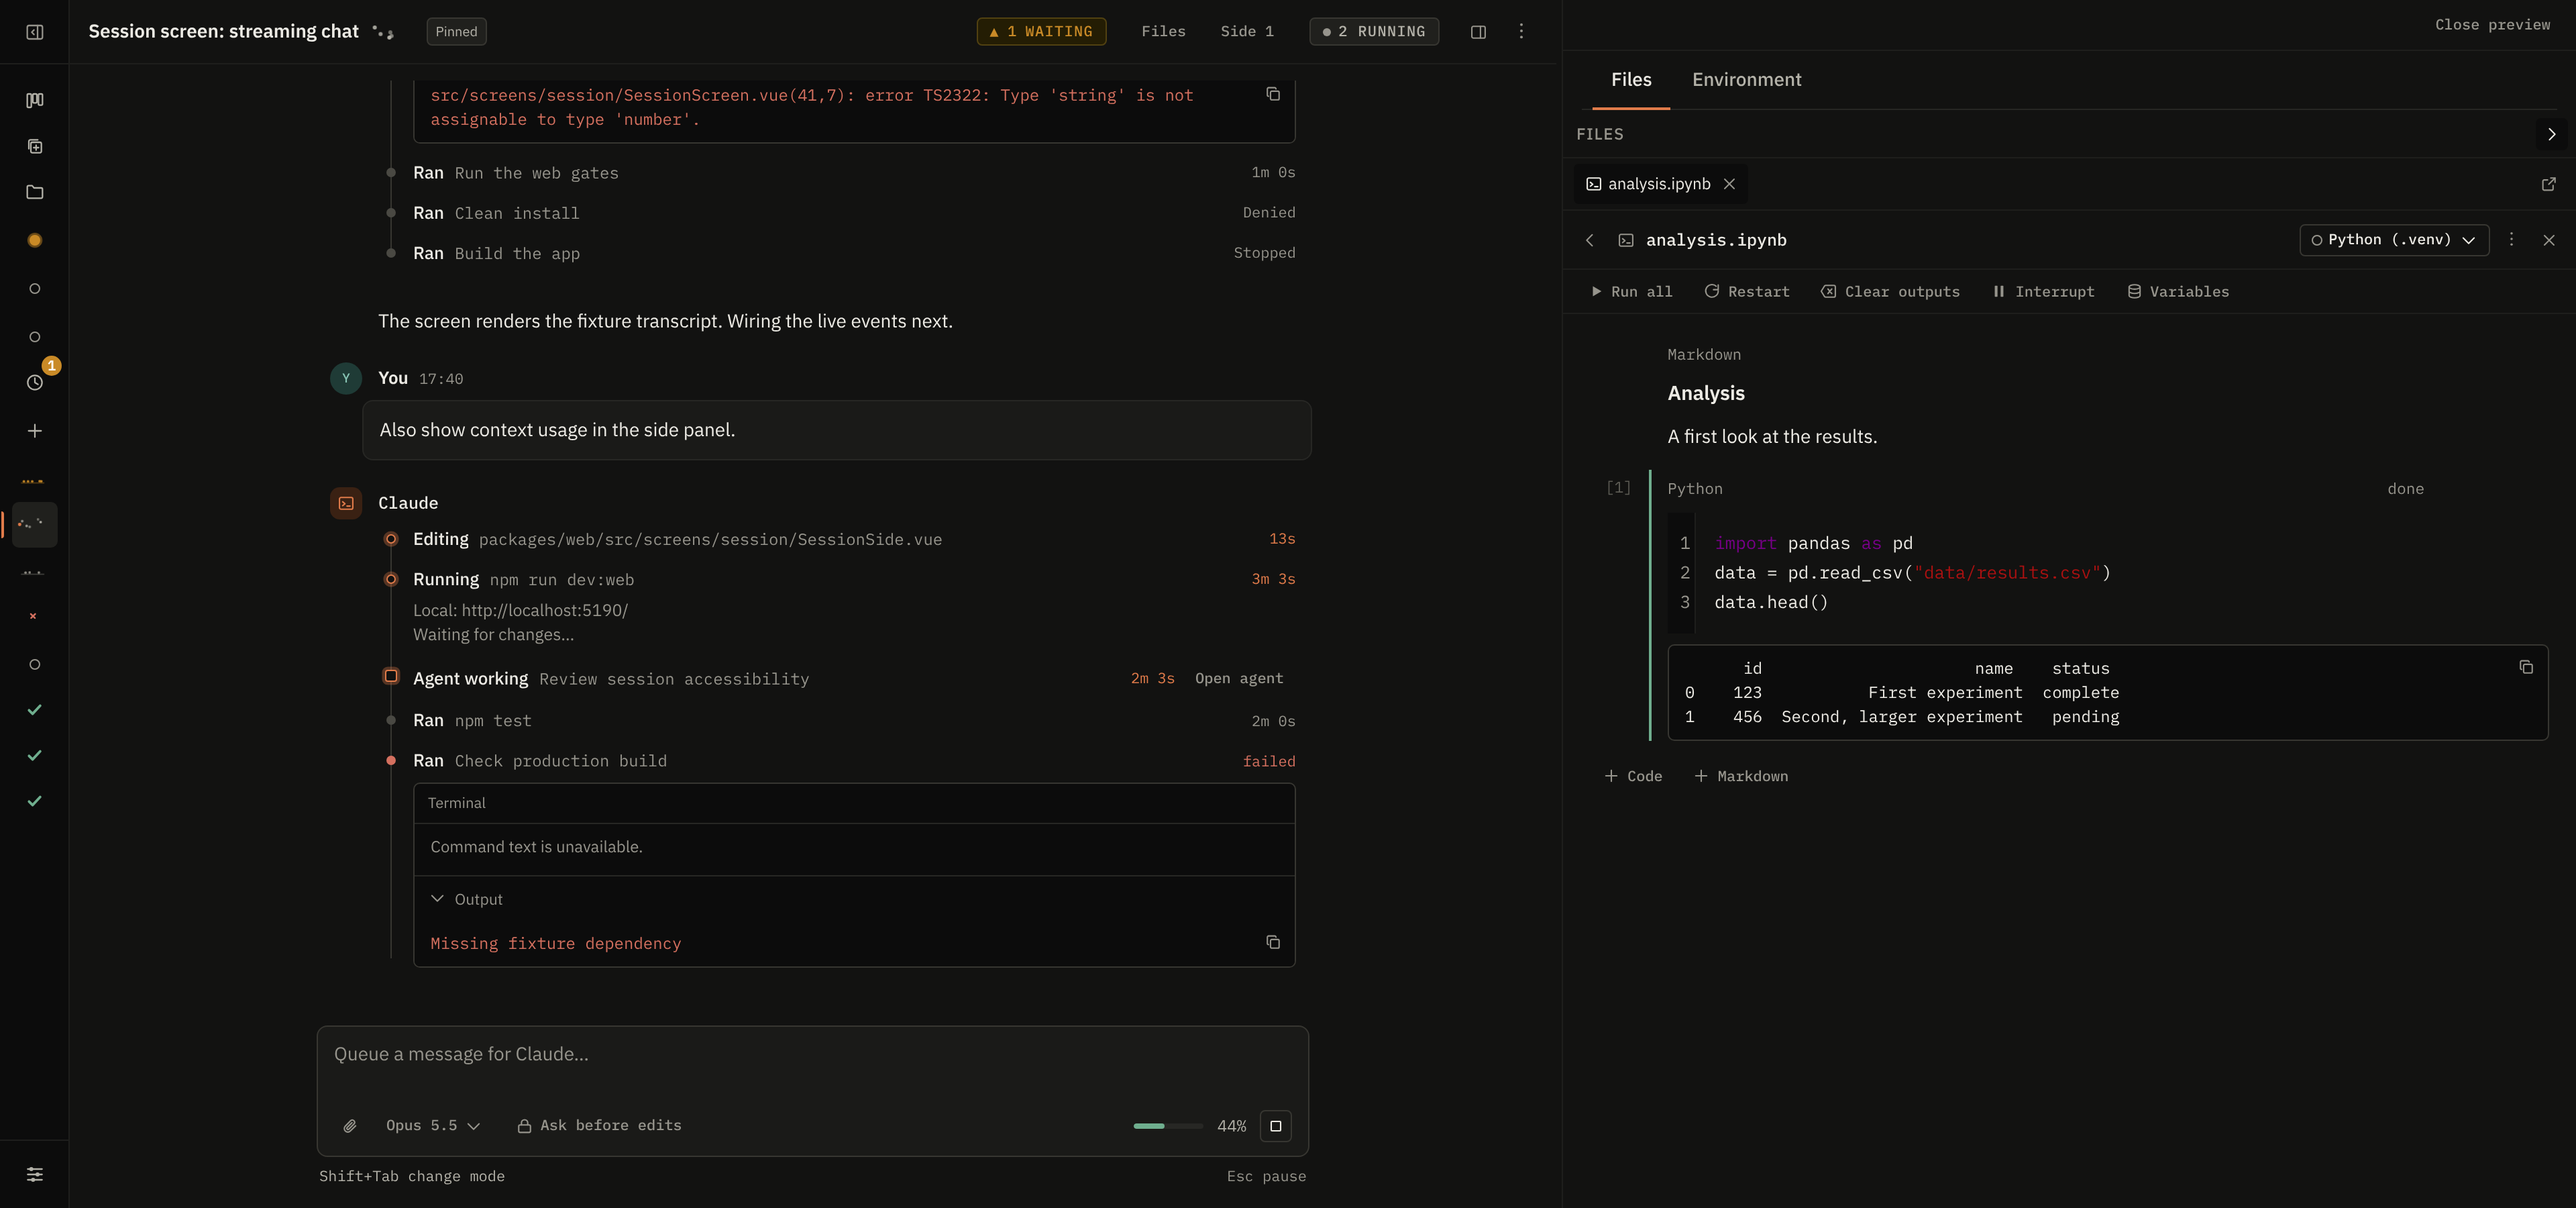 Session screen: streaming chat
Pinned
▲ 1 WAITING
Files
Side 1
● 2 RUNNING
src/screens/session/SessionScreen.vue(41,7): error TS2322: Type 'string' is not
assignable to type 'number'.
Ran Run the web gates 1m 0s
Ran Clean install Denied
Ran Build the app Stopped
The screen renders the fixture transcript. Wiring the live events next.
Y
You 17:40
Also show context usage in the side panel.
Claude
Editing packages/web/src/screens/session/SessionSide.vue 13s
Running npm run dev:web 3m 3s
Local: http://localhost:5190/
Waiting for changes...
Agent working Review session accessibility 2m 3s Open agent
Ran npm test 2m 0s
Ran Check production build failed
Terminal
Command text is unavailable.
Output
Missing fixture dependency
Queue a message for Claude...
Opus 5.5
Ask before edits
44%
Shift+Tab change mode
Esc pause
1
Close preview
Files
Environment
FILES
analysis.ipynb
analysis.ipynb
Python (.venv)
Run all
Restart
Clear outputs
Interrupt
Variables
Markdown
Analysis
A first look at the results.
[1]
Python
done
1 import pandas as pd
2 data = pd.read_csv("data/results.csv")
3 data.head()
id name status
0 123 First experiment complete
1 456 Second, larger experiment pending
+ Code
+ Markdown